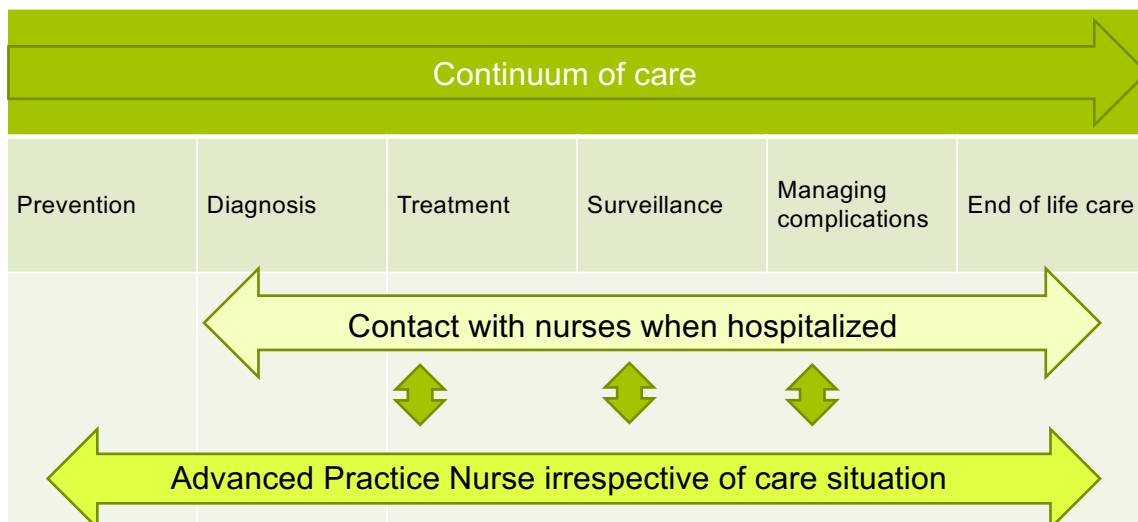 Continuum of care
Prevention
Diagnosis
Treatment
Surveillance
Managing
complications
End of life care
Contact with nurses when hospitalized
Advanced Practice Nurse irrespective of care situation